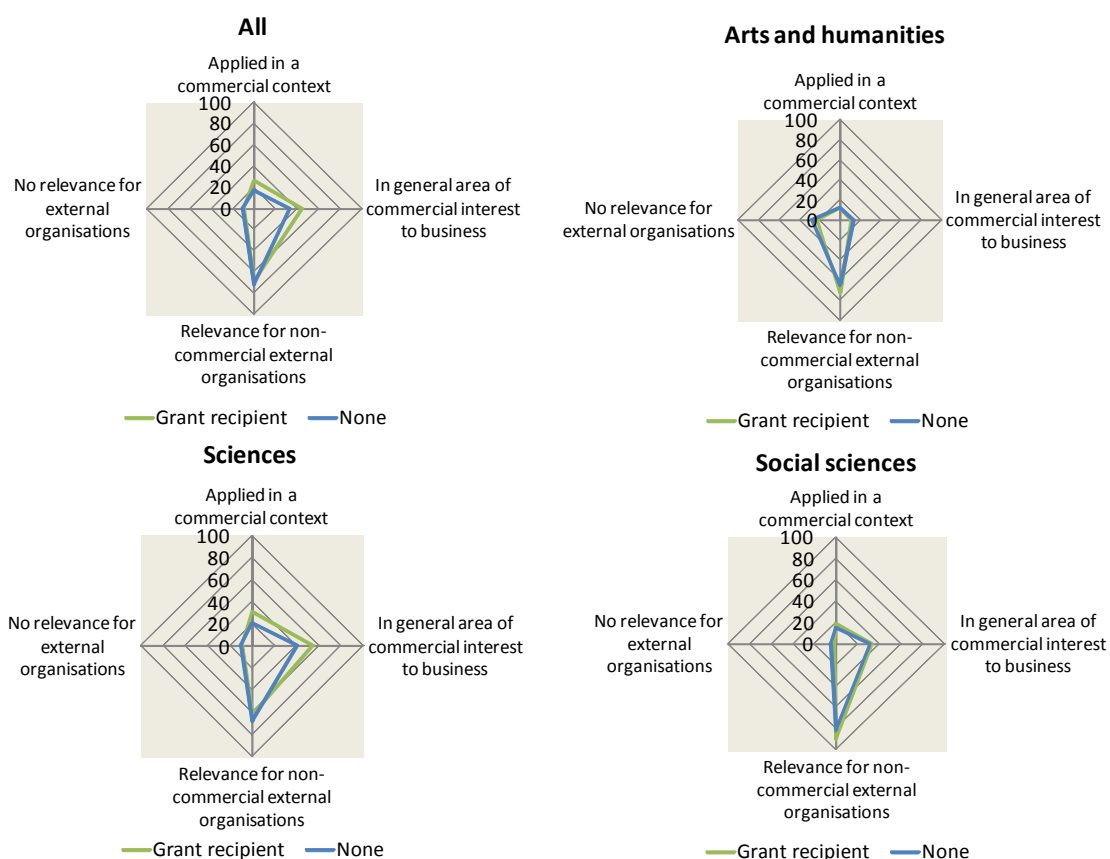 All
Applied in a
commercial context
100
80
60
40
20
0
No relevance for
external
organisations
In general area of
commercial interest
to business
Relevance for non-
commercial external
organisations
Grant recipient None
Arts and humanities
Applied in a
commercial context
100
80
60
40
20
0
No relevance for
external organisations
In general area of
commercial interest
to business
Relevance for non-
commercial external
organisations
Grant recipient None
Sciences
Applied in a
commercial context
100
80
60
40
20
0
No relevance for
external
organisations
In general area of
commercial interest
to business
Relevance for non-
commercial external
organisations
Grant recipient None
Social sciences
Applied in a
commercial context
100
80
60
40
20
0
No relevance for
external
organisations
In general area of
commercial interest
to business
Relevance for non-
commercial external
organisations
Grant recipient None